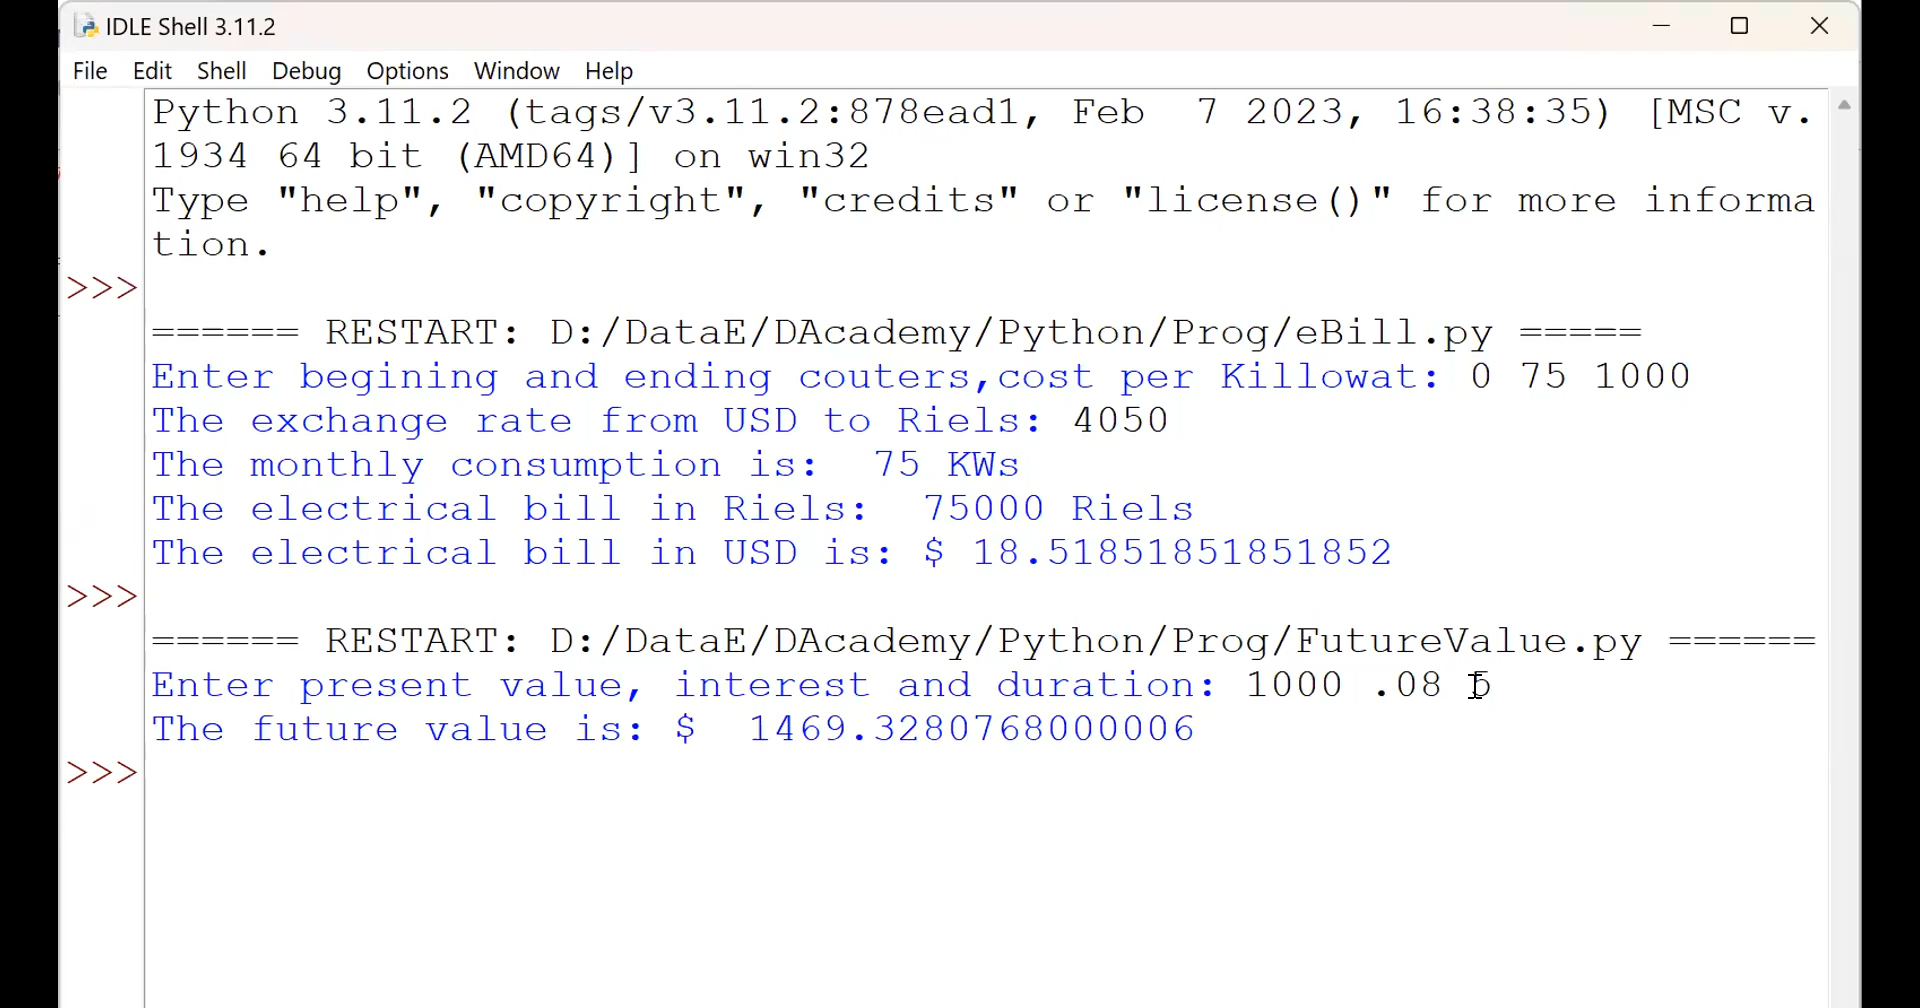 IDLE Shell 3.11.2
File Edit Shell Debug Options Window Help
Python 3.11.2 (tags/v3.11.2:878ead1, Feb  7 2023, 16:38:35) [MSC v.
1934 64 bit (AMD64)] on win32
Type "help", "copyright", "credits" or "license()" for more informa
tion.
>>>
====== RESTART: D:/DataE/DAcademy/Python/Prog/eBill.py =====
Enter begining and ending couters,cost per Killowat: 0 75 1000
The exchange rate from USD to Riels: 4050
The monthly consumption is:  75 KWs
The electrical bill in Riels:  75000 Riels
The electrical bill in USD is: $ 18.51851851851852
>>>
====== RESTART: D:/DataE/DAcademy/Python/Prog/FutureValue.py ======
Enter present value, interest and duration: 1000 .08 5
The future value is: $  1469.3280768000006
>>>